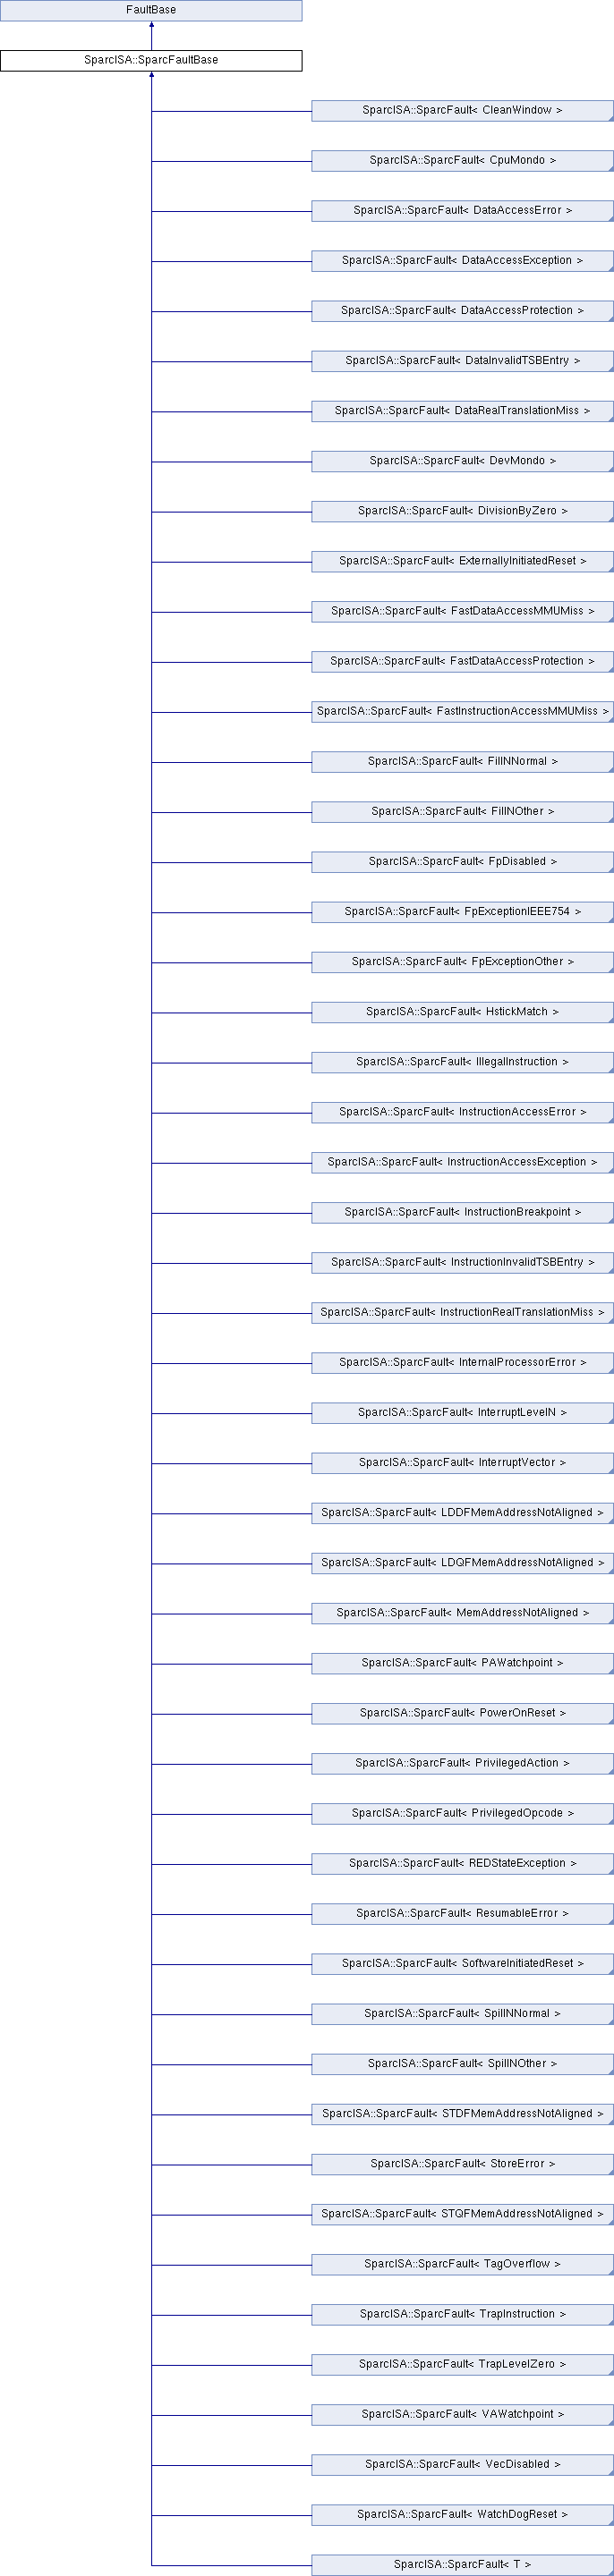 FaultBase
SparcISA::SparcFaultBase
SparcISA::SparcFault< CleanWindow >
SparcISA::SparcFault< CpuMondo >
SparcISA::SparcFault< DataAccessError >
SparcISA::SparcFault< DataAccessException >
SparcISA::SparcFault< DataAccessProtection >
SparcISA::SparcFault< DataInvalidTSBEntry >
SparcISA::SparcFault< DataRealTranslationMiss >
SparcISA::SparcFault< DevMondo >
SparcISA::SparcFault< DivisionByZero >
SparcISA::SparcFault< ExternallyInitiatedReset >
SparcISA::SparcFault< FastDataAccessMMUMiss >
SparcISA::SparcFault< FastDataAccessProtection >
SparcISA::SparcFault< FastInstructionAccessMMUMiss >
SparcISA::SparcFault< FillNNormal >
SparcISA::SparcFault< FillNOther >
SparcISA::SparcFault< FpDisabled >
SparcISA::SparcFault< FpExceptionIEEE754 >
SparcISA::SparcFault< FpExceptionOther >
SparcISA::SparcFault< HstickMatch >
SparcISA::SparcFault< IllegalInstruction >
SparcISA::SparcFault< InstructionAccessError >
SparcISA::SparcFault< InstructionAccessException >
SparcISA::SparcFault< InstructionBreakpoint >
SparcISA::SparcFault< InstructionInvalidTSBEntry >
SparcISA::SparcFault< InstructionRealTranslationMiss >
SparcISA::SparcFault< InternalProcessorError >
SparcISA::SparcFault< InterruptLevelN >
SparcISA::SparcFault< InterruptVector >
SparcISA::SparcFault< LDDFMemAddressNotAligned >
SparcISA::SparcFault< LDQFMemAddressNotAligned >
SparcISA::SparcFault< MemAddressNotAligned >
SparcISA::SparcFault< PAWatchpoint >
SparcISA::SparcFault< PowerOnReset >
SparcISA::SparcFault< PrivilegedAction >
SparcISA::SparcFault< PrivilegedOpcode >
SparcISA::SparcFault< REDStateException >
SparcISA::SparcFault< ResumableError >
SparcISA::SparcFault< SoftwareInitiatedReset >
SparcISA::SparcFault< SpillNNormal >
SparcISA::SparcFault< SpillNOther >
SparcISA::SparcFault< STDFMemAddressNotAligned >
SparcISA::SparcFault< StoreError >
SparcISA::SparcFault< STQFMemAddressNotAligned >
SparcISA::SparcFault< TagOverflow >
SparcISA::SparcFault< TrapInstruction >
SparcISA::SparcFault< TrapLevelZero >
SparcISA::SparcFault< VAWatchpoint >
SparcISA::SparcFault< VecDisabled >
SparcISA::SparcFault< WatchDogReset >
SparcISA::SparcFault< T >